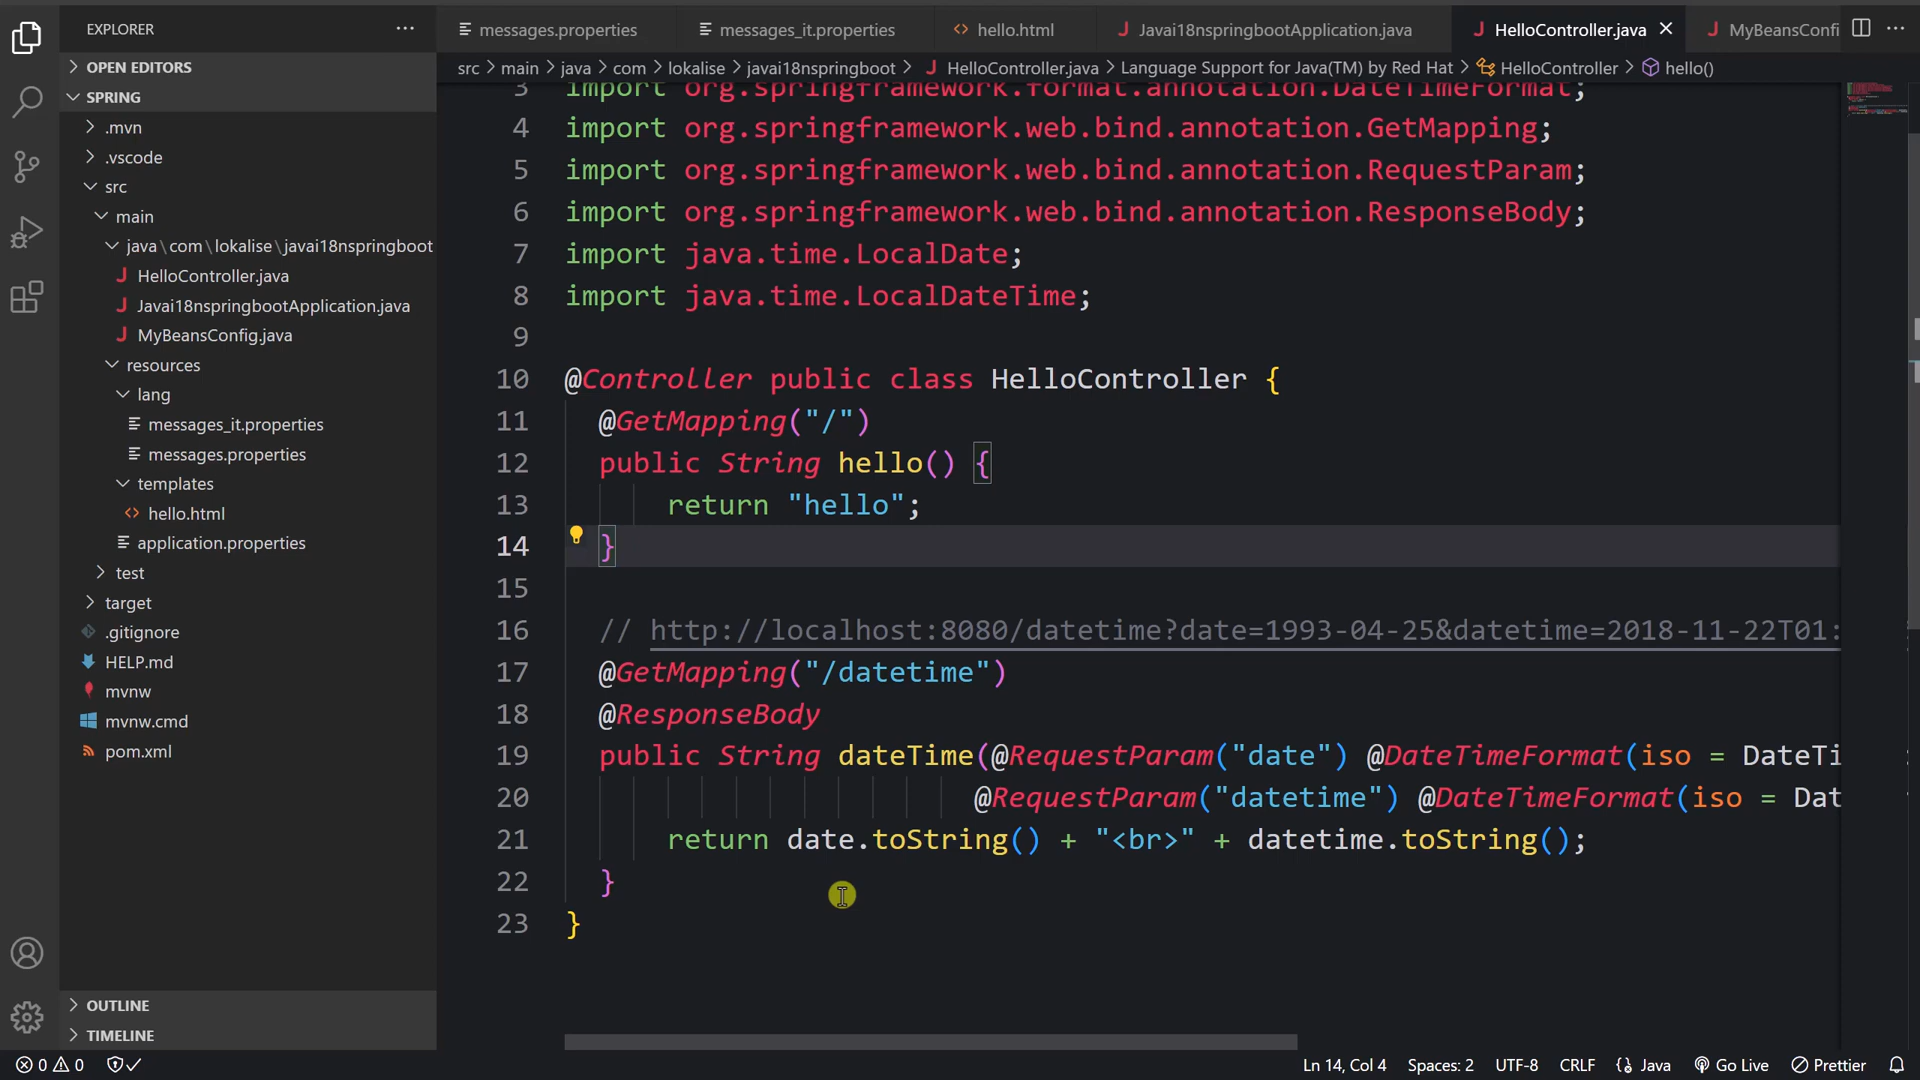 EXPLORER
OPEN EDITORS
SPRING
.mvn
.vscode
src
main
java\com\lokalise\javai18nspringboot
HelloController.java
Javai18nspringbootApplication.java
MyBeansConfig.java
resources
lang
messages_it.properties
messages.properties
templates
hello.html
application.properties
test
target
.gitignore
HELP.md
mvnw
mvnw.cmd
pom.xml
OUTLINE
TIMELINE
messages.properties messages_it.properties hello.html Javai18nspringbootApplication.java HelloController.java MyBeansConfi
src > main > java > com > lokalise > javai18nspringboot > HelloController.java > Language Support for Java(TM) by Red Hat > HelloController > hello()
3 import org.springframework.format.annotation.DateTimeFormat;
4 import org.springframework.web.bind.annotation.GetMapping;
5 import org.springframework.web.bind.annotation.RequestParam;
6 import org.springframework.web.bind.annotation.ResponseBody;
7 import java.time.LocalDate;
8 import java.time.LocalDateTime;
9
10 @Controller public class HelloController {
11 @GetMapping("/")
12 public String hello() {
13 return "hello";
14 }
15
16 // http://localhost:8080/datetime?date=1993-04-25&datetime=2018-11-22T01:
17 @GetMapping("/datetime")
18 @ResponseBody
19 public String dateTime(@RequestParam("date") @DateTimeFormat(iso = DateTi
20 @RequestParam("datetime") @DateTimeFormat(iso = Dat
21 return date.toString() + "<br>" + datetime.toString();
22 }
23 }
0 0 Ln 14, Col 4 Spaces: 2 UTF-8 CRLF {} Java Go Live Prettier